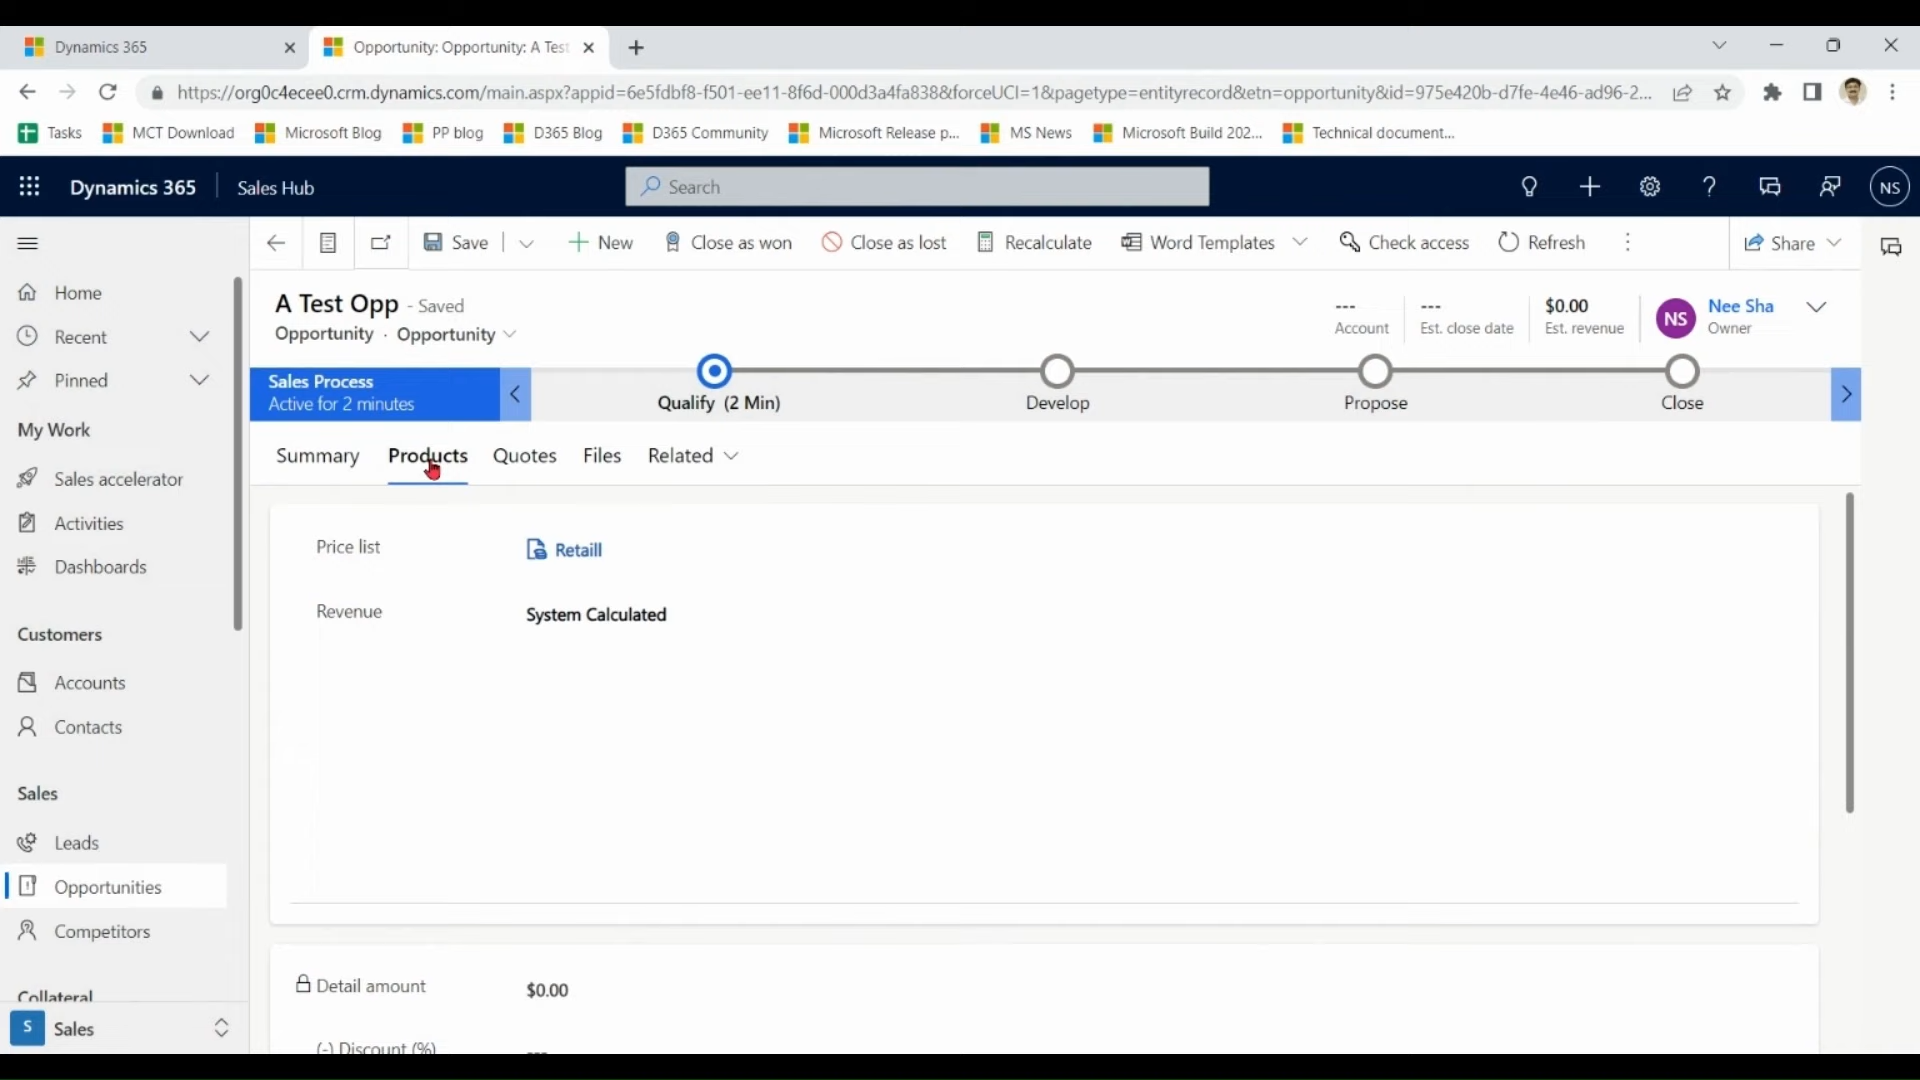 Dynamics 365
Opportunity: Opportunity: A Test
https://org0c4ecee0.crm.dynamics.com/main.aspx?appid=6e5fdbf8-f501-ee11-8f6d-000d3a4fa838&forceUCI=1&pagetype=entityrecord&etn=opportunity&id=975e420b-d7fe-4e46-ad96-2...
Tasks
MCT Download
Microsoft Blog
PP blog
D365 Blog
D365 Community
Microsoft Release p...
MS News
Microsoft Build 202...
Technical document...
Dynamics 365
Sales Hub
Search
NS
Save
New
Close as won
Close as lost
Recalculate
Word Templates
Check access
Refresh
Share
Home
Recent
Pinned
My Work
Sales accelerator
Activities
Dashboards
Customers
Accounts
Contacts
Sales
Leads
Opportunities
Competitors
Collateral
S
Sales
A Test Opp - Saved
Opportunity · Opportunity
---
Account
---
Est. close date
$0.00
Est. revenue
NS
Nee Sha
Owner
Sales Process
Active for 2 minutes
Qualify (2 Min)
Develop
Propose
Close
Summary
Products
Quotes
Files
Related
Price list
Retaill
Revenue
System Calculated
Detail amount
$0.00
(-) Discount (%)
---